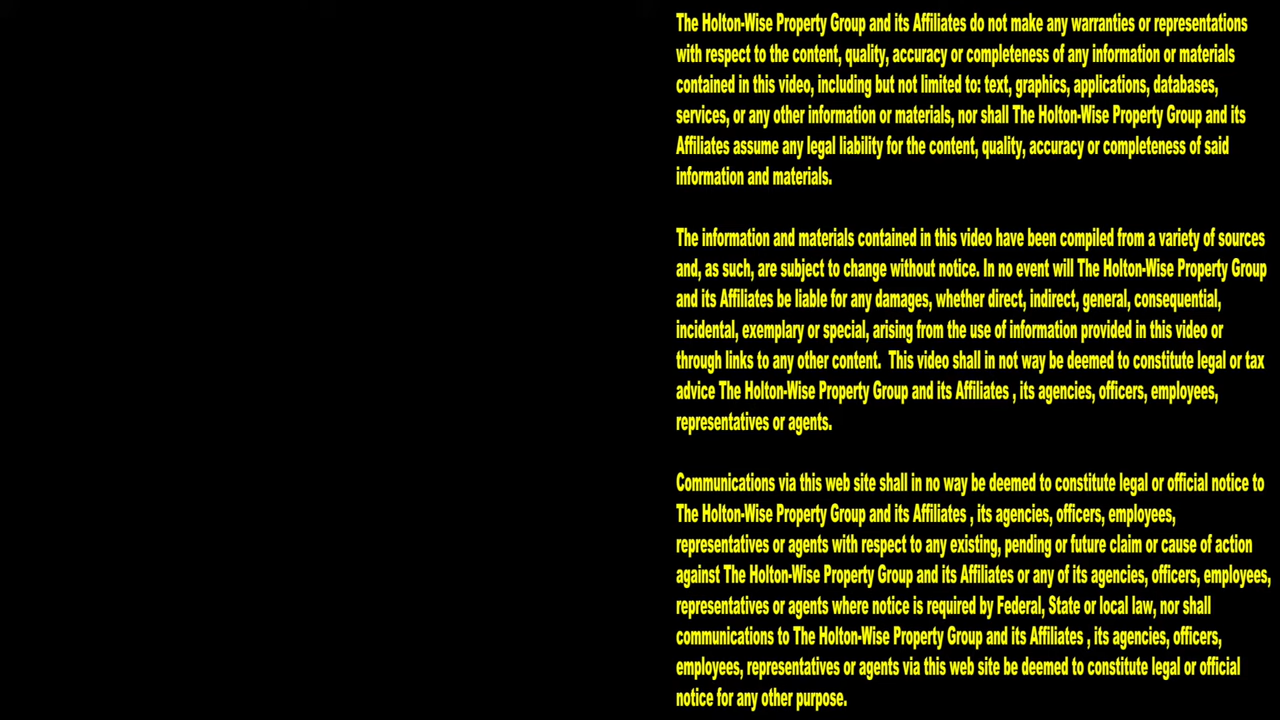 The Holton-Wise Property Group and its Affiliates do not make any warranties or representations
with respect to the content, quality, accuracy or completeness of any information or materials
contained in this video, including but not limited to: text, graphics, applications, databases,
services, or any other information or materials, nor shall The Holton-Wise Property Group and its
Affiliates assume any legal liability for the content, quality, accuracy or completeness of said
information and materials.
The information and materials contained in this video have been compiled from a variety of sources
and, as such, are subject to change without notice. In no event will The Holton-Wise Property Group
and its Affiliates be liable for any damages, whether direct, indirect, general, consequential,
incidental, exemplary or special, arising from the use of information provided in this video or
through links to any other content.  This video shall in not way be deemed to constitute legal or tax
advice The Holton-Wise Property Group and its Affiliates , its agencies, officers, employees,
representatives or agents.
Communications via this web site shall in no way be deemed to constitute legal or official notice to
The Holton-Wise Property Group and its Affiliates , its agencies, officers, employees,
representatives or agents with respect to any existing, pending or future claim or cause of action
against The Holton-Wise Property Group and its Affiliates or any of its agencies, officers, employees,
representatives or agents where notice is required by Federal, State or local law, nor shall
communications to The Holton-Wise Property Group and its Affiliates , its agencies, officers,
employees, representatives or agents via this web site be deemed to constitute legal or official
notice for any other purpose.